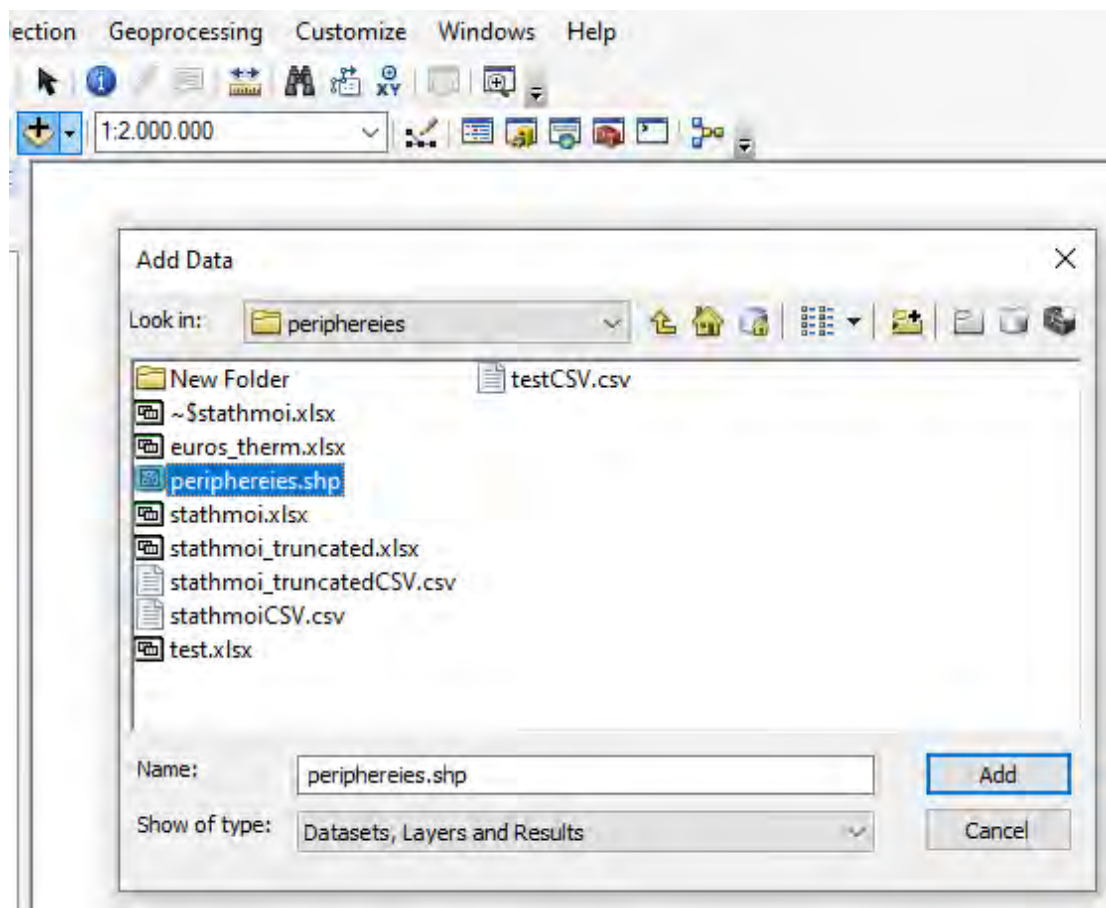 ection Geoprocessing Customize Windows Help
XY
1:2.000.000
Add Data
Look in: periphereies
New Folder testCSV.csv
~$stathmoi.xlsx
euros_therm.xlsx
periphereies.shp
stathmoi.xlsx
stathmoi_truncated.xlsx
stathmoi_truncatedCSV.csv
stathmoiCSV.csv
test.xlsx
Name: periphereies.shp Add
Show of type: Datasets, Layers and Results Cancel